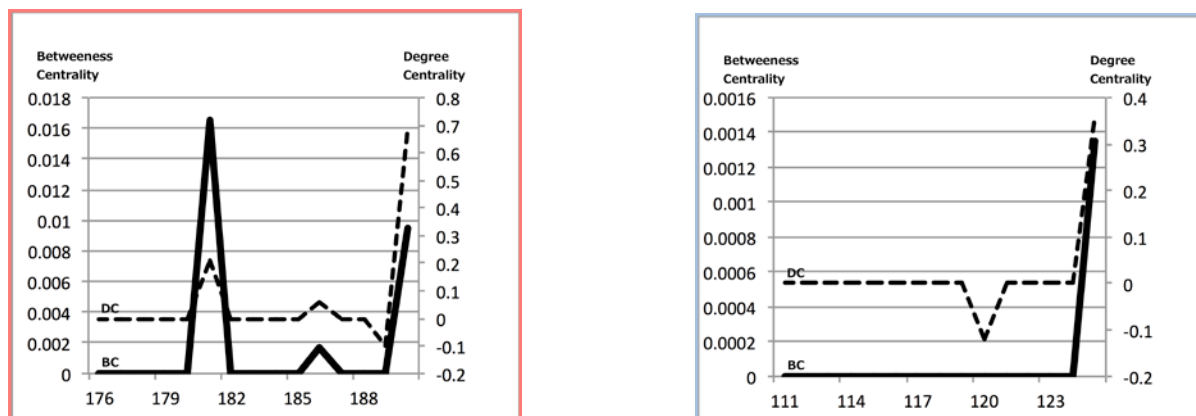 Betweeness
Centrality
Degree
Centrality
0.018
0.016
0.014
0.012
0.01
0.008
0.006
0.004
0.002
0
0.8
0.7
0.6
0.5
0.4
0.3
0.2
0.1
0
-0.1
-0.2
DC
BC
176 179 182 185 188
Betweeness
Centrality
Degree
Centrality
0.0016
0.0014
0.0012
0.001
0.0008
0.0006
0.0004
0.0002
0
0.4
0.3
0.2
0.1
0
-0.1
-0.2
DC
BC
111 114 117 120 123